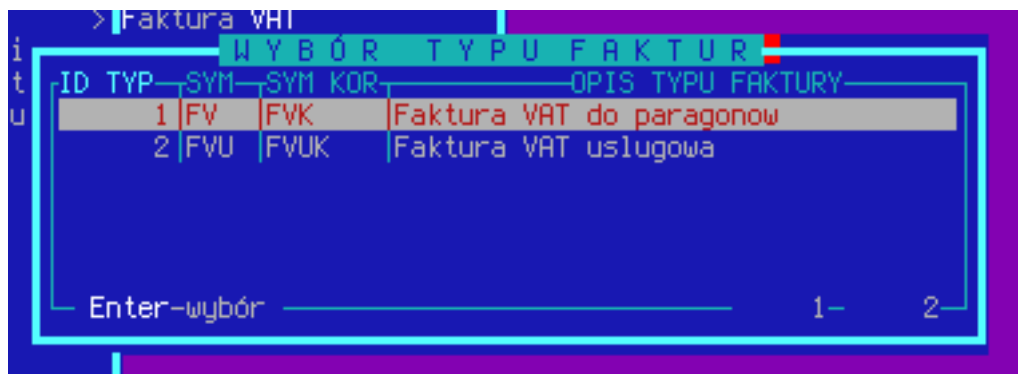 > Faktura VAT
i
t
u
W Y B Ó R T Y P U F A K T U R
ID TYP SYM SYM KOR OPIS TYPU FAKTURY
1 FV FVK Faktura VAT do paragonow
2 FVU FVUK Faktura VAT uslugowa
Enter-wybór 1- 2